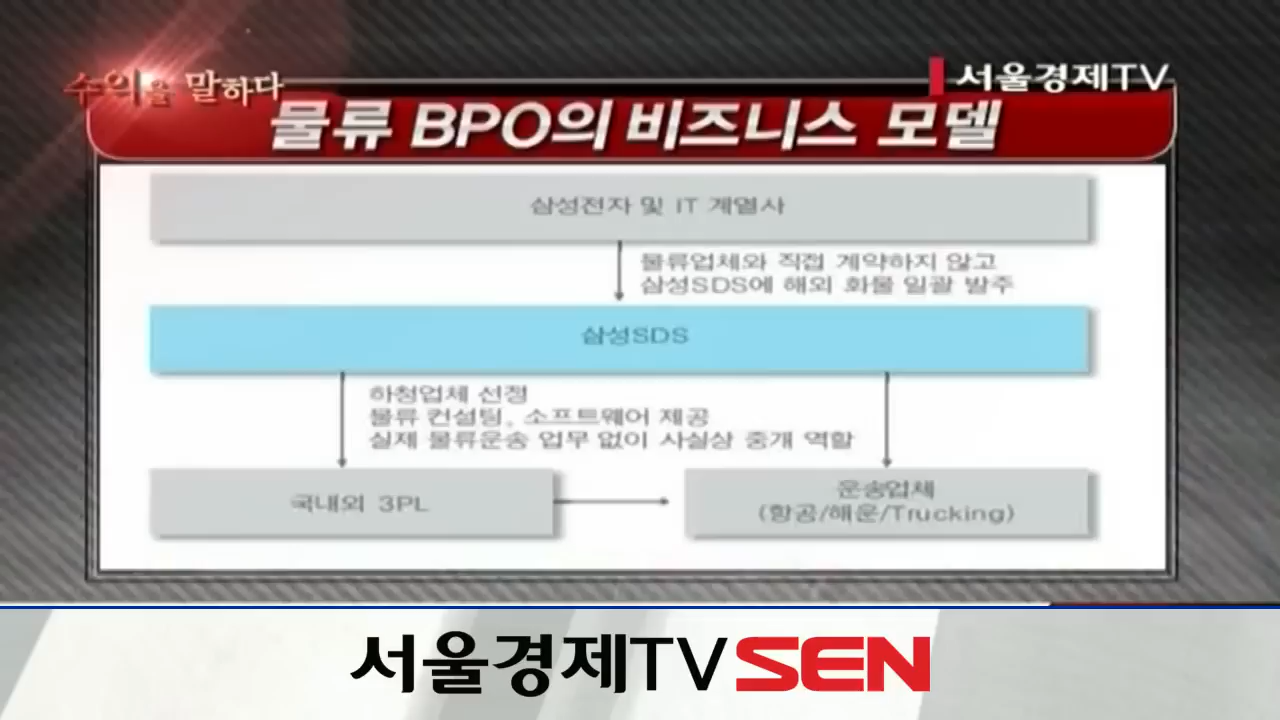 수익을 말하다
서울경제TV
물류 BPO의 비즈니스 모델
삼성전자 및 IT 계열사
물류업체와 직접 계약하지 않고
삼성SDS에 해외 화물 일괄 발주
삼성SDS
하청업체 선정
물류 컨설팅, 소프트웨어 제공
실제 물류운송 업무 없이 사실상 중개 역할
국내외 3PL
운송업체
(항공/해운/Trucking)
서울경제TV SEN